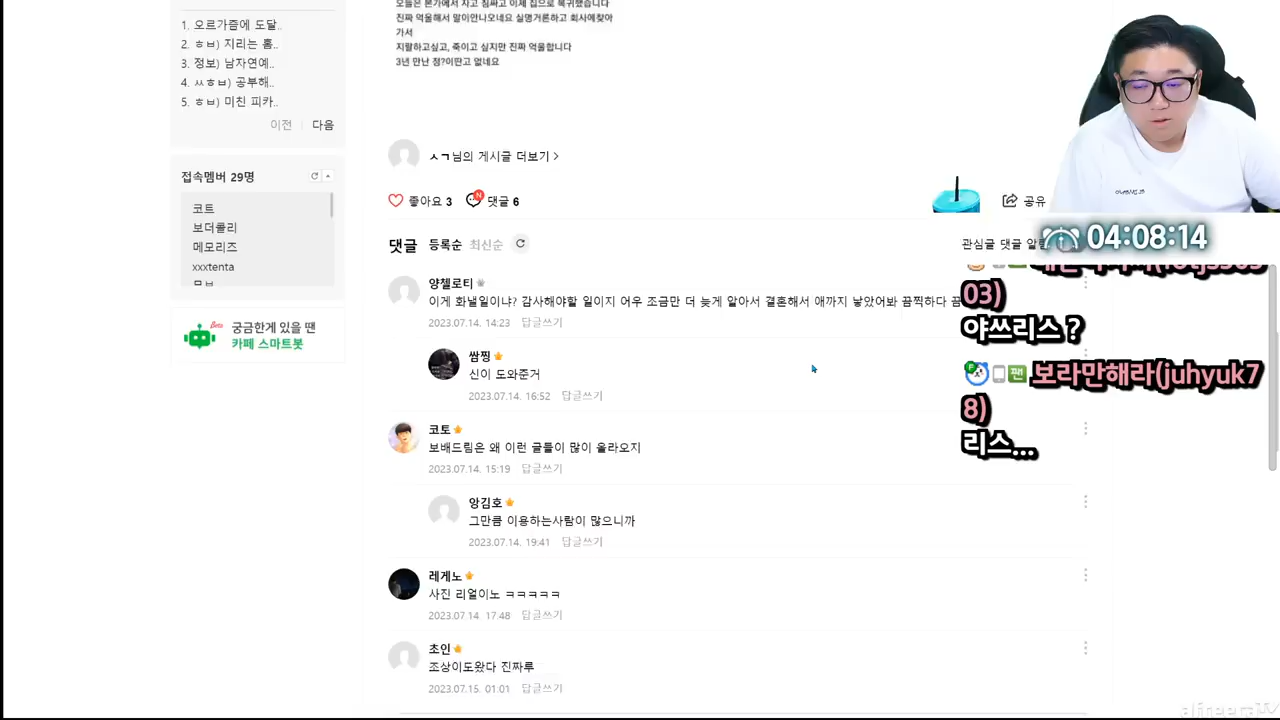 1. 오르가즘에 도달..
2. ㅎㅂ) 지리는 홈..
3. 정보) 남자연예..
4. ㅆㅎㅂ) 공부해..
5. ㅎㅂ) 미친 피카..
이전 다음
접속멤버 29명
코트
보더콜리
메모리즈
xxxtenta
Beta
궁금한게 있을 땐
카페 스마트봇
오늘은 본가에서 자고 짐싸고 이제 집으로 복귀했습니다
진짜 억울해서 말이안나오네요 실명거론하고 회사에찾아
가서
지랄하고싶고, 죽이고 싶지만 진짜 억울합니다
3년 만난 정?이딴고 없네요
ㅅㄱ님의 게시글 더보기 >
좋아요 3 N 댓글 6
공유
댓글 등록순 최신순
관심글 댓글 알림
양첼로티
이게 화낼일이냐? 감사해야할 일이지 어우 조금만 더 늦게 알아서 결혼해서 애까지 낳았어봐 끔찍하다 끔
2023.07.14. 14:23 답글쓰기
쌈찡
신이 도와준거
2023.07.14. 16:52 답글쓰기
코토
보배드림은 왜 이런 글들이 많이 올라오지
2023.07.14. 15:19 답글쓰기
앙김호
그만큼 이용하는사람이 많으니까
2023.07.14. 19:41 답글쓰기
레게노
사진 리얼이노 ㅋㅋㅋㅋㅋ
2023.07.14. 17:48 답글쓰기
초인
조상이도왔다 진짜루
2023.07.15. 01:01 답글쓰기
04:08:14
03)
야쓰리스?
F 팬 보라만해라(juhyuk7
8)
리스...
afreecaTV